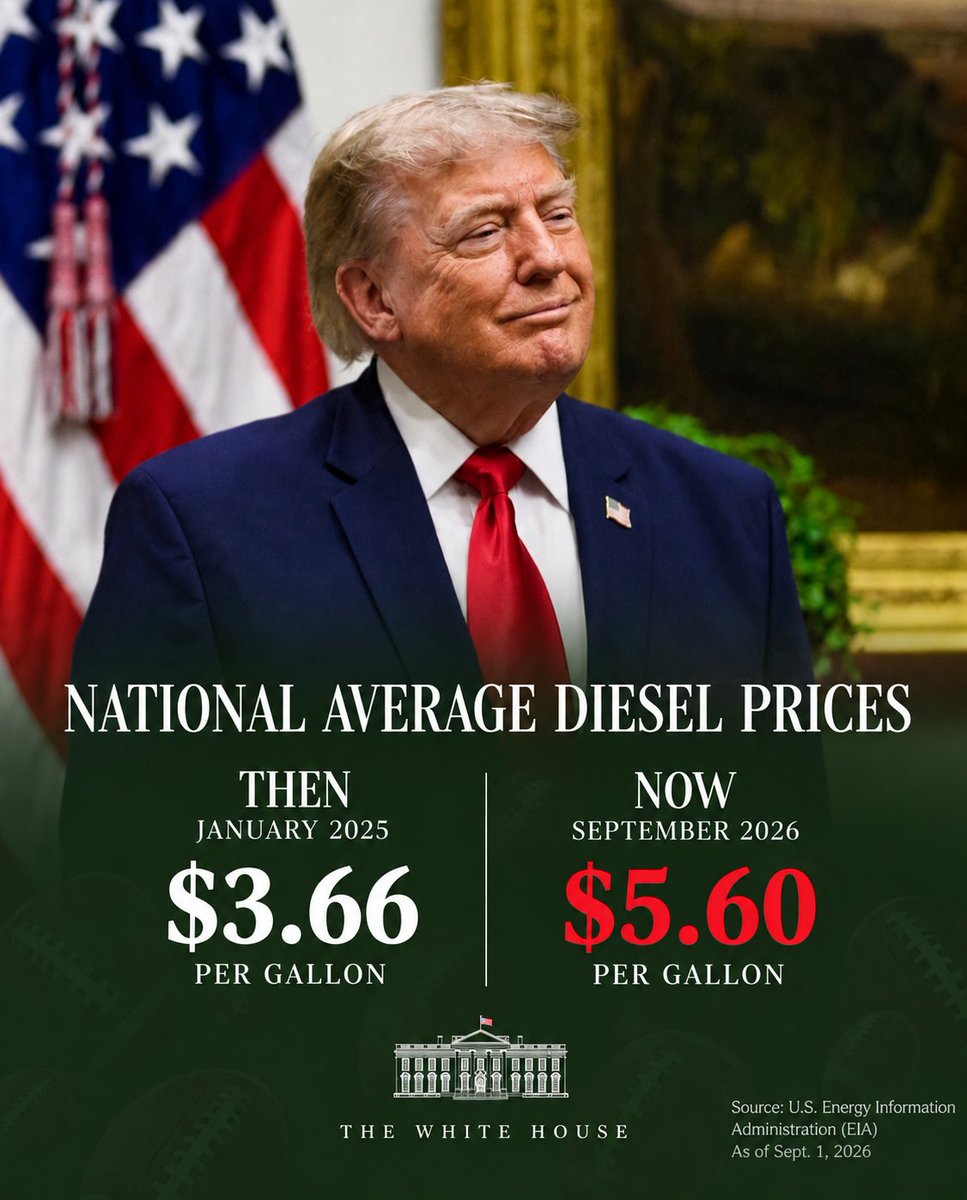 NATIONAL AVERAGE DIESEL PRICES
THEN
JANUARY 2025
$3.66
PER GALLON
NOW
SEPTEMBER 2026
$5.60
PER GALLON
THE WHITE HOUSE
Source: U.S. Energy Information
Administration (EIA)
As of Sept. 1, 2026